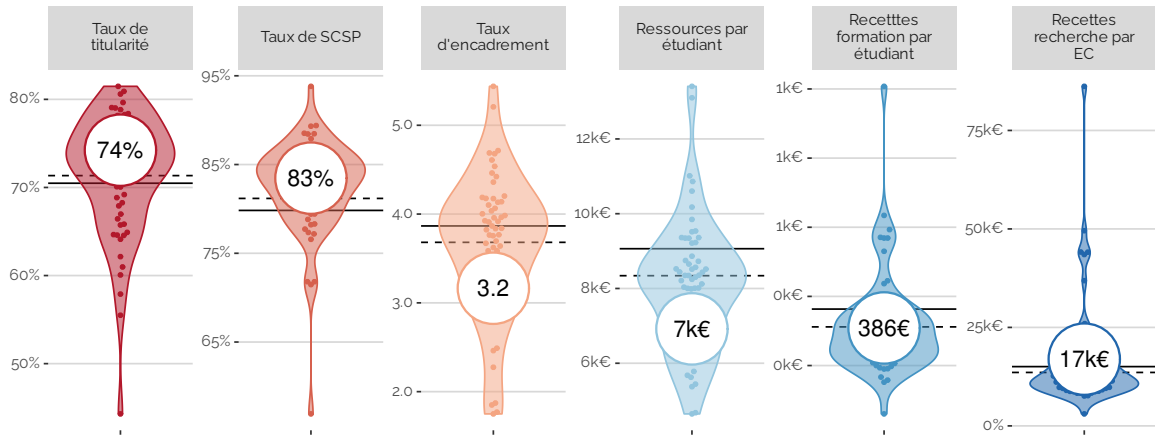 Taux de
titularité
Taux de SCSP
Taux
d'encadrement
Ressources par
étudiant
Recetttes
formation par
étudiant
Recettes
recherche par
EC
80%
70%
60%
50%
74%
95%
85%
75%
65%
83%
5.0
4.0
3.0
2.0
3.2
12k€
10k€
8k€
6k€
7k€
1k€
1k€
1k€
0k€
0k€
386€
75k€
50k€
25k€
0%
17k€